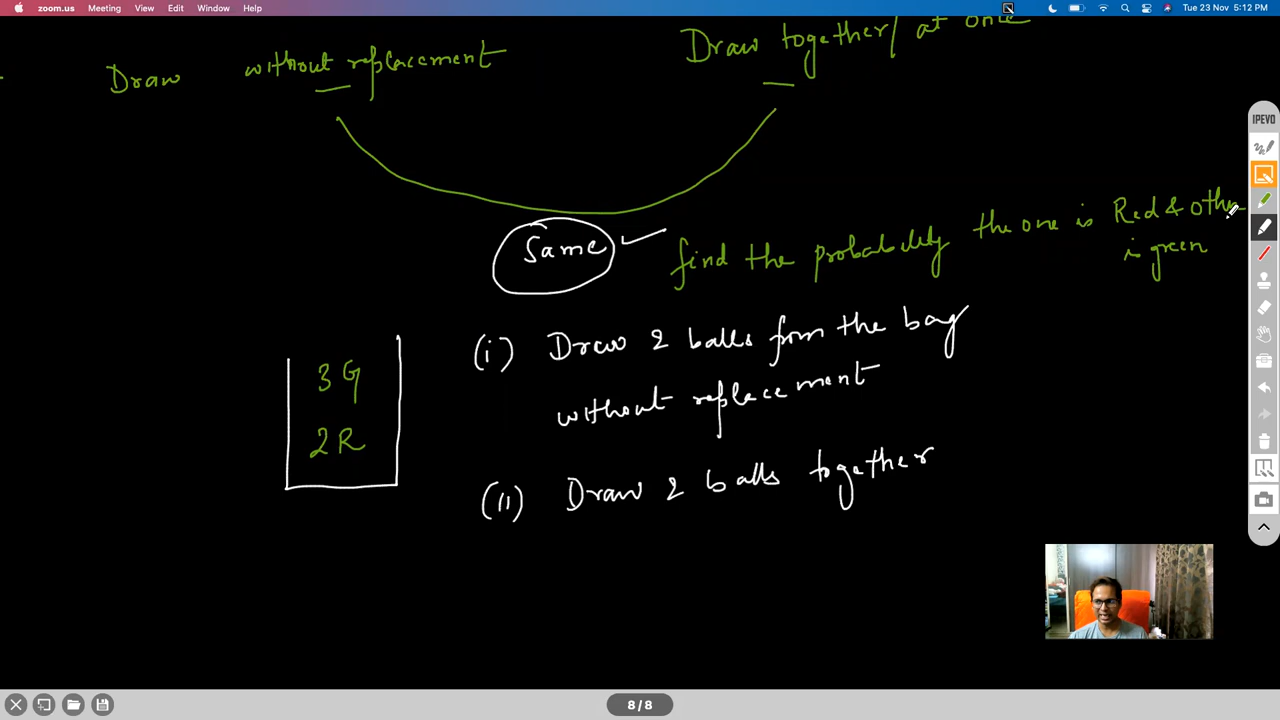 zoom.us Meeting View Edit Window Help Tue 23 Nov 5:12 PM
Draw without replacement
Draw together/ at once
IPEVO
Same
find the probability the one is Red & other
is green
3 G
2 R
(i) Draw 2 balls from the bag
without replacement
(ii) Draw 2 balls together
8/8